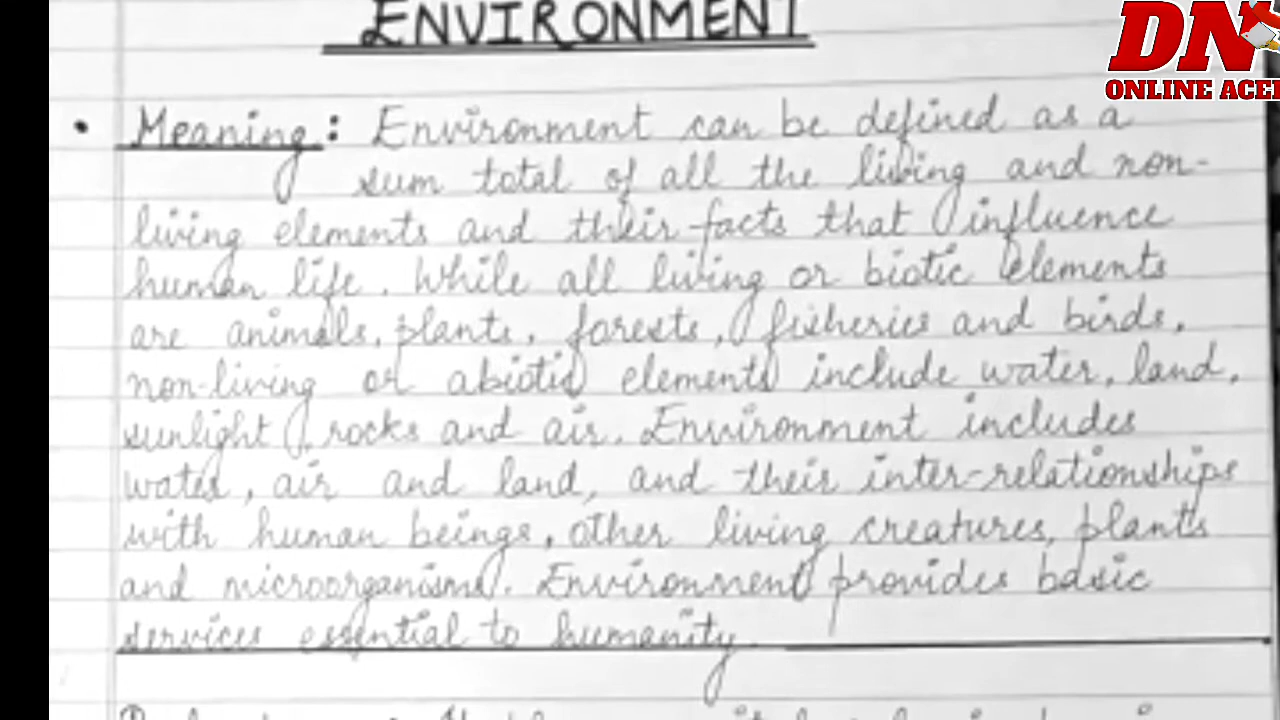 ENVIRONMENT
DN
ONLINE ACE
• Meaning: Environment can be defined as a
sum total of all the living and non-
living elements and their facts that influence
human life. While all living or biotic elements
are animals, plants, forests, fisheries and birds,
non-living or abiotic elements include water, land,
sunlight, rocks and air. Environment includes
water, air and land, and their inter-relationships
with human beings, other living creatures, plants
and microorganisms. Environment provides basic
services essential to humanity.